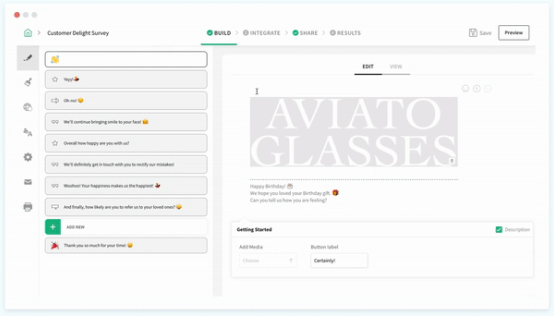 Customer Delight Survey
BUILD
INTEGRATE
SHARE
RESULTS
Save
Preview
Yayy!
Oh no!
We'll continue bringing smile to your face!
Overall how happy are you with us?
We'll definitely get in touch with you to rectify our mistakes!
Woohoo! Your happiness makes us the happiest!
And finally, how likely are you to refer us to your loved ones?
ADD NEW
Thank you so much for your time!
EDIT
VIEW
AVIATO
GLASSES
Happy Birthday!
We hope you loved your Birthday gift.
Can you tell us how you are feeling?
Getting Started
Description
Add Media
Button label
Choose
Certainly!